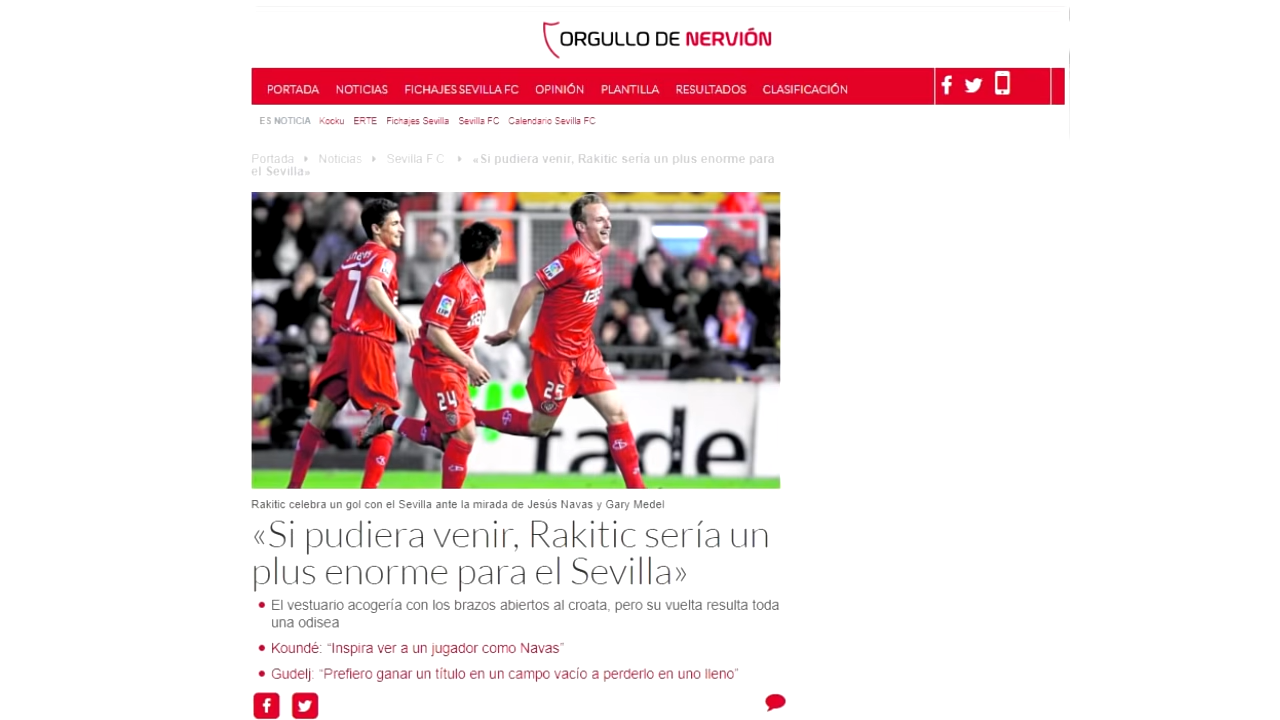 ORGULLO DE NERVIÓN
PORTADA NOTICIAS FICHAJES SEVILLA FC OPINIÓN PLANTILLA RESULTADOS CLASIFICACIÓN
ES NOTICIA Kocku ERTE Fichajes Sevilla Sevilla FC Calendario Sevilla FC
Portada Noticias Sevilla F.C. «Si pudiera venir, Rakitic sería un plus enorme para
el Sevilla»
7
24
25
Rakitic celebra un gol con el Sevilla ante la mirada de Jesús Navas y Gary Medel
«Si pudiera venir, Rakitic sería un
plus enorme para el Sevilla»
El vestuario acogería con los brazos abiertos al croata, pero su vuelta resulta toda
una odisea
Koundé: “Inspira ver a un jugador como Navas”
Gudelj: “Prefiero ganar un título en un campo vacío a perderlo en uno lleno”